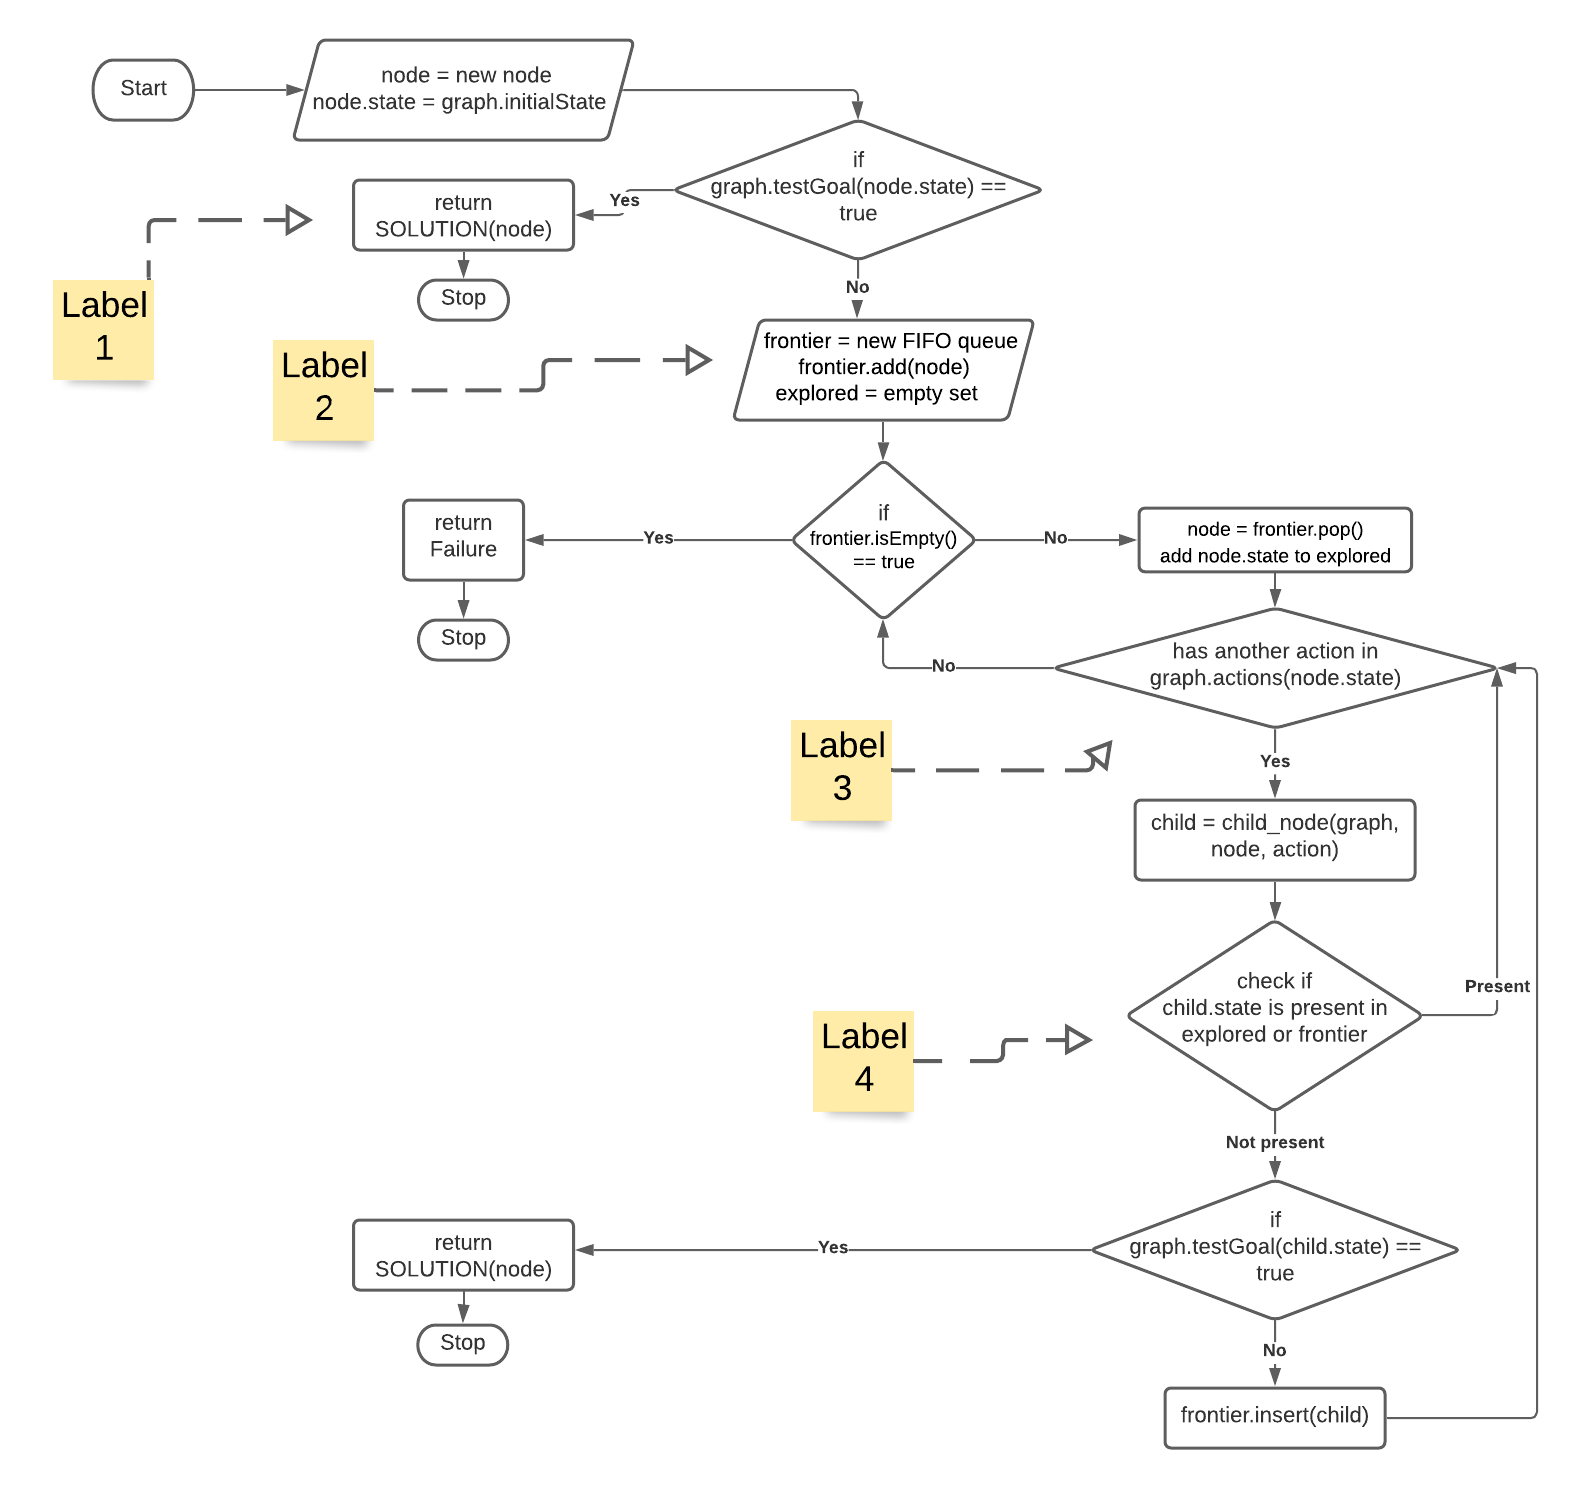 Start
node = new node
node.state = graph.initialState
if
graph.testGoal(node.state) ==
true
Yes
return
SOLUTION(node)
Stop
Label
1
No
Label
2
frontier = new FIFO queue
frontier.add(node)
explored = empty set
if
frontier.isEmpty()
== true
Yes
return
Failure
Stop
No
node = frontier.pop()
add node.state to explored
has another action in
graph.actions(node.state)
No
Label
3
Yes
child = child_node(graph,
node, action)
check if
child.state is present in
explored or frontier
Present
Label
4
Not present
if
graph.testGoal(child.state) ==
true
Yes
return
SOLUTION(node)
Stop
No
frontier.insert(child)